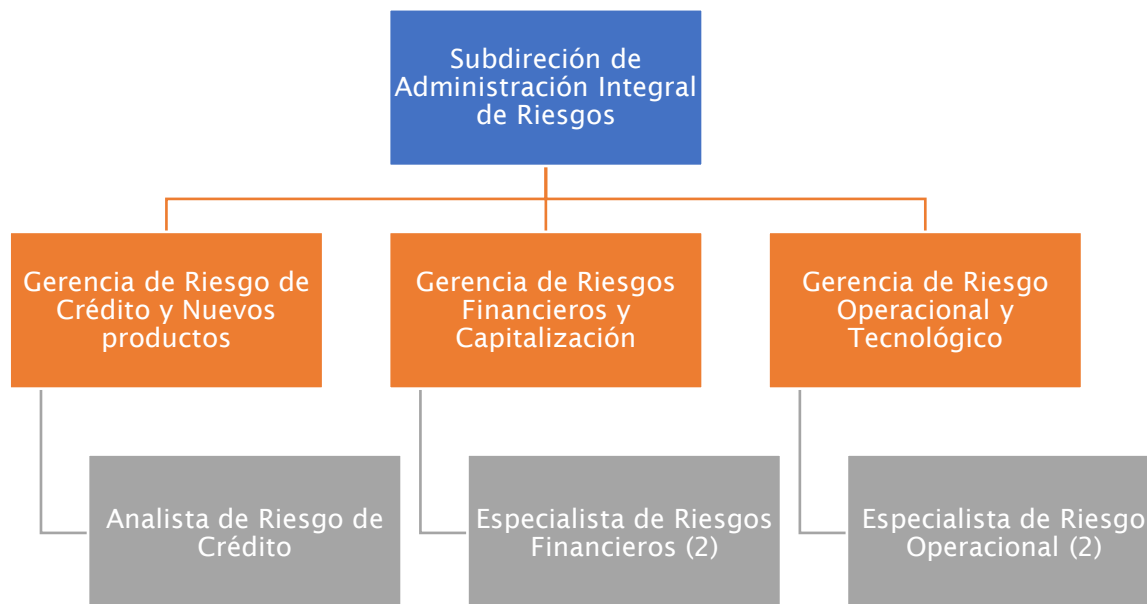 Subdireción de
Administración Integral
de Riesgos
Gerencia de Riesgo de
Crédito y Nuevos
productos
Gerencia de Riesgos
Financieros y
Capitalización
Gerencia de Riesgo
Operacional y
Tecnológico
Analista de Riesgo de
Crédito
Especialista de Riesgos
Financieros (2)
Especialista de Riesgo
Operacional (2)